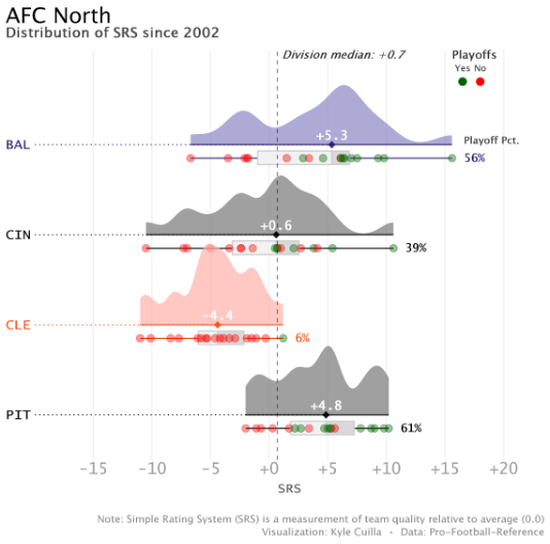 AFC North
Distribution of SRS since 2002
Division median: +0.7
Playoffs
Yes No
Playoff Pct.
BAL
+5.3
56%
CIN
+0.6
39%
CLE
-4.4
6%
PIT
+4.8
61%
-15 -10 -5 +0 +5 +10 +15 +20
SRS
Note: Simple Rating System (SRS) is a measurement of team quality relative to average (0.0)
Visualization: Kyle Cuilla • Data: Pro-Football-Reference